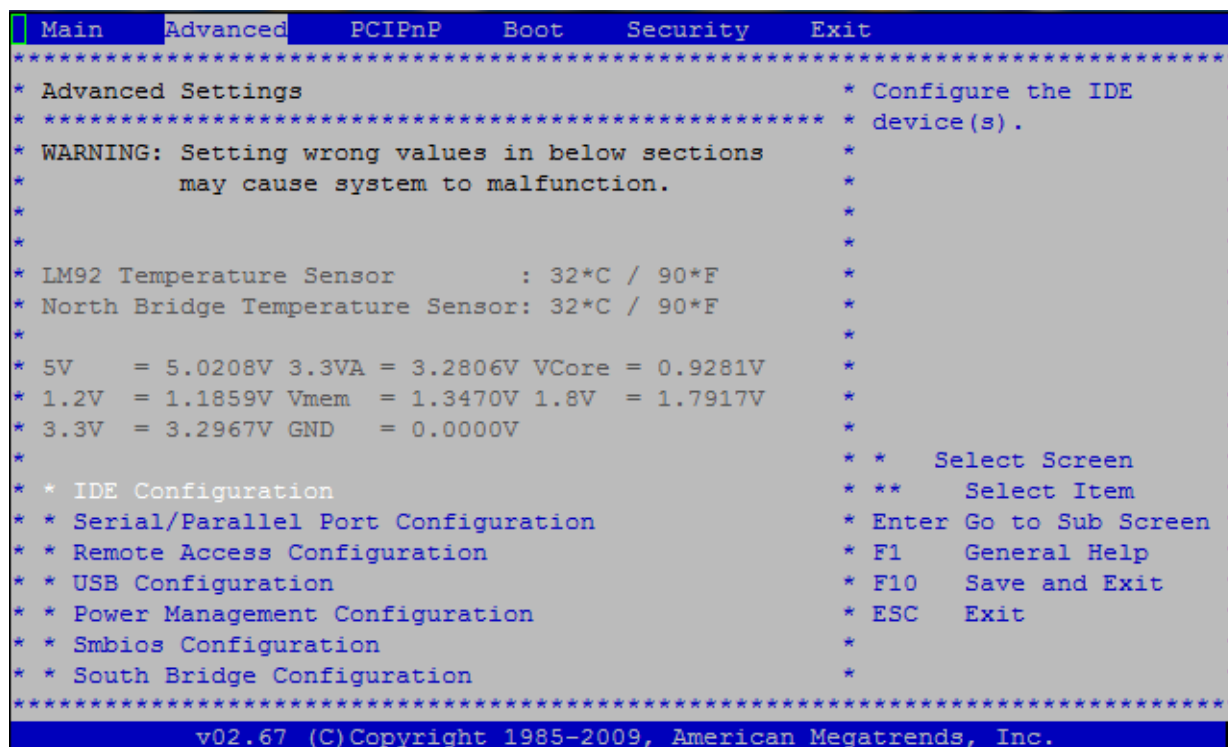 Main Advanced PCIPnP Boot Security Exit
********************************************************************************
* Advanced Settings * Configure the IDE
* *************************************************** * device(s).
* WARNING: Setting wrong values in below sections *
* may cause system to malfunction. *
* *
* *
* LM92 Temperature Sensor : 32*C / 90*F *
* North Bridge Temperature Sensor: 32*C / 90*F *
* *
* 5V = 5.0208V 3.3VA = 3.2806V VCore = 0.9281V *
* 1.2V = 1.1859V Vmem = 1.3470V 1.8V = 1.7917V *
* 3.3V = 3.2967V GND = 0.0000V *
* * * Select Screen
* * IDE Configuration * ** Select Item
* * Serial/Parallel Port Configuration * Enter Go to Sub Screen
* * Remote Access Configuration * F1 General Help
* * USB Configuration * F10 Save and Exit
* * Power Management Configuration * ESC Exit
* * Smbios Configuration *
* * South Bridge Configuration *
********************************************************************************
v02.67 (C)Copyright 1985-2009, American Megatrends, Inc.